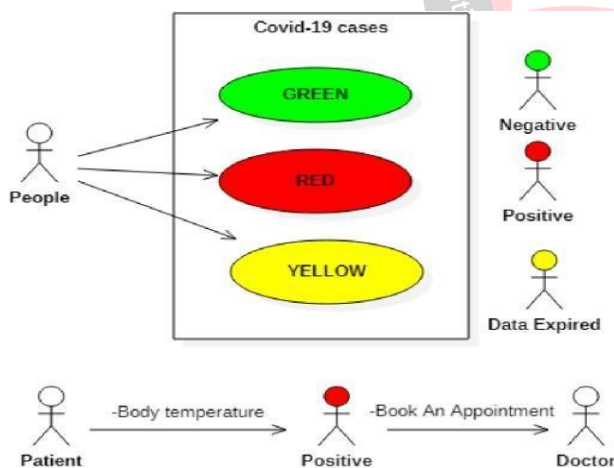 Covid-19 cases
GREEN
Negative
People
RED
Positive
YELLOW
Data Expired
-Body temperature
-Book An Appointment
Patient
Positive
Doctor